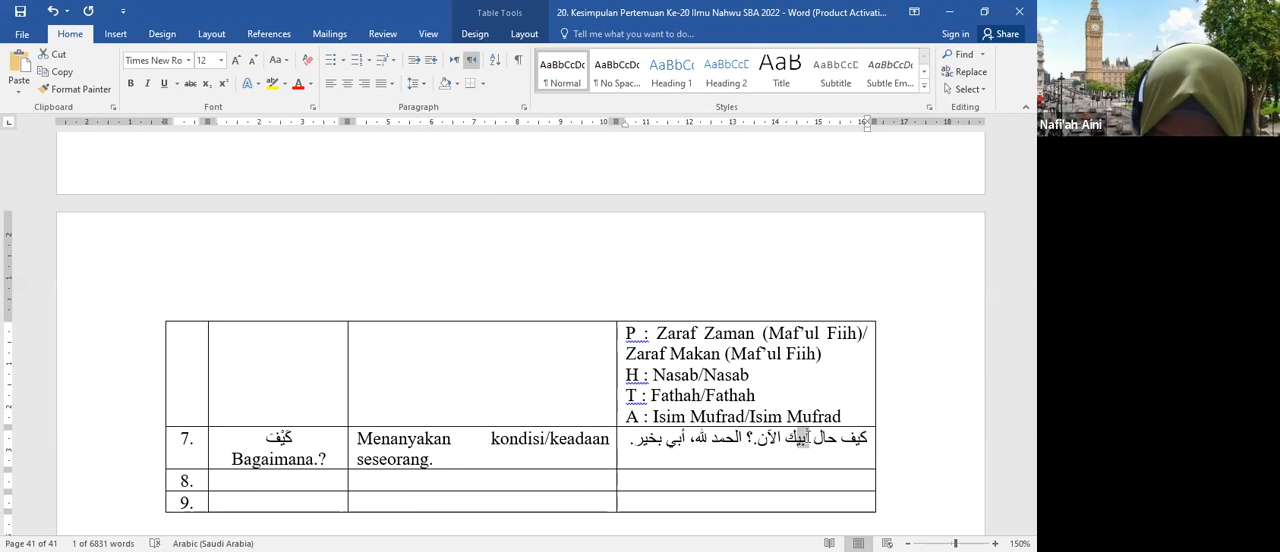 Table Tools
20. Kesimpulan Pertemuan Ke-20 Ilmu Nahwu SBA 2022 - Word (Product Activati...
File Home Insert Design Layout References Mailings Review View Design Layout Tell me what you want to do... Sign in Share
Paste
Cut
Copy
Format Painter
Clipboard
Times New Ro 12
Font
Paragraph
AaBbCcDc AaBbCcDc AaBbCc AaBbCcC AaB AaBbCcC AaBbCcDc
¶ Normal ¶ No Spac... Heading 1 Heading 2 Title Subtitle Subtle Em...
Styles
Find
Replace
Select
Editing
Nafi'ah Aini
P : Zaraf Zaman (Maf'ul Fiih)/
Zaraf Makan (Maf'ul Fiih)
H : Nasab/Nasab
T : Fathah/Fathah
A : Isim Mufrad/Isim Mufrad
7.
كَيْفَ
Bagaimana.?
Menanyakan kondisi/keadaan
seseorang.
كيف حال أبيك الآن.؟ الحمد لله، أبي بخير.
8.
9.
Page 41 of 41 1 of 6831 words Arabic (Saudi Arabia) 150%